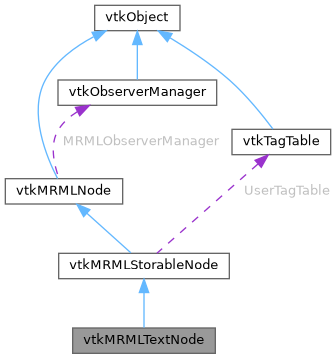 vtkObject
vtkObserverManager
MRMLObserverManager
vtkTagTable
vtkMRMLNode
UserTagTable
vtkMRMLStorableNode
vtkMRMLTextNode